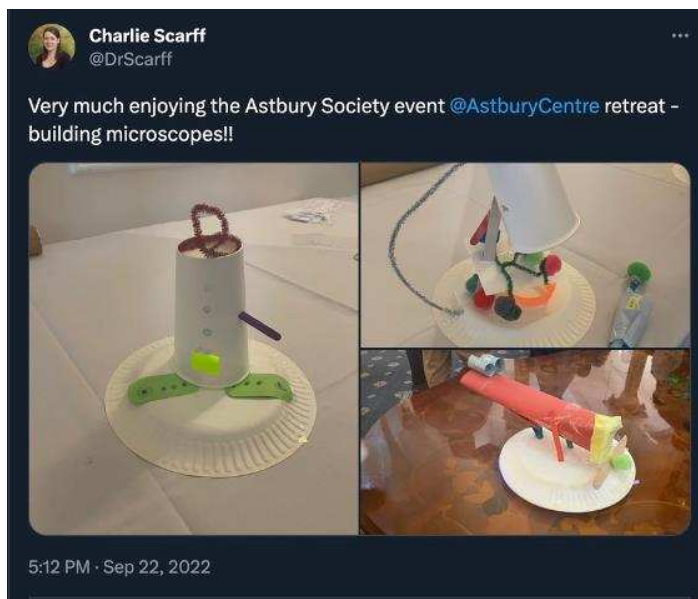 Charlie Scarff
@DrScarff
Very much enjoying the Astbury Society event @AstburyCentre retreat -
building microscopes!!
5:12 PM · Sep 22, 2022